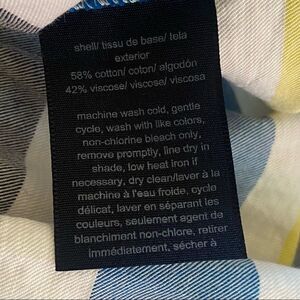 shell/ tissu de base/ tela
exterior
58% cotton/ coton/ algodón
42% viscose/ viscose/ viscosa
machine wash cold, gentle
cycle, wash with like colors,
non-chlorine bleach only,
remove promptly, line dry in
shade, low heat iron if
necessary, dry clean/laver à la
machine à l'eau froide, cycle
délicat, laver en séparant les
couleurs, seulement agent de
blanchiment non-chlore, retirer
immédiatement, sécher à